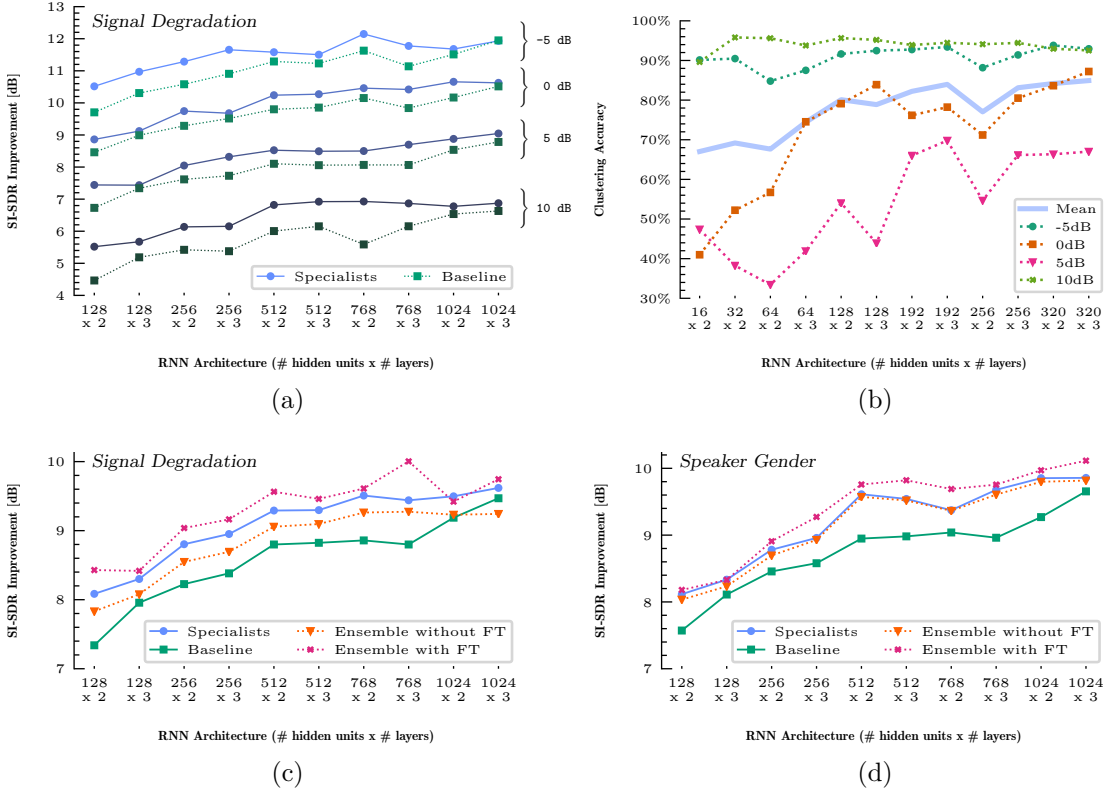 Signal Degradation
SI-SDR Improvement [dB]
13
12
11
10
9
8
7
6
5
4
-5 dB
0 dB
5 dB
10 dB
Specialists Baseline
128 128 256 256 512 512 768 768 1024 1024
x 2 x 3 x 2 x 3 x 2 x 3 x 2 x 3 x 2 x 3
RNN Architecture (# hidden units x # layers)
(a)
Clustering Accuracy
100%
90%
80%
70%
60%
50%
40%
30%
Mean
-5dB
0dB
5dB
10dB
16 32 64 64 128 128 192 192 256 256 320 320
x 2 x 2 x 2 x 3 x 2 x 3 x 2 x 3 x 2 x 3 x 2 x 3
RNN Architecture (# hidden units x # layers)
(b)
Signal Degradation
SI-SDR Improvement [dB]
10
9
8
7
Specialists Ensemble without FT
Baseline Ensemble with FT
128 128 256 256 512 512 768 768 1024 1024
x 2 x 3 x 2 x 3 x 2 x 3 x 2 x 3 x 2 x 3
RNN Architecture (# hidden units x # layers)
(c)
Speaker Gender
SI-SDR Improvement [dB]
10
9
8
7
Specialists Ensemble without FT
Baseline Ensemble with FT
128 128 256 256 512 512 768 768 1024 1024
x 2 x 3 x 2 x 3 x 2 x 3 x 2 x 3 x 2 x 3
RNN Architecture (# hidden units x # layers)
(d)